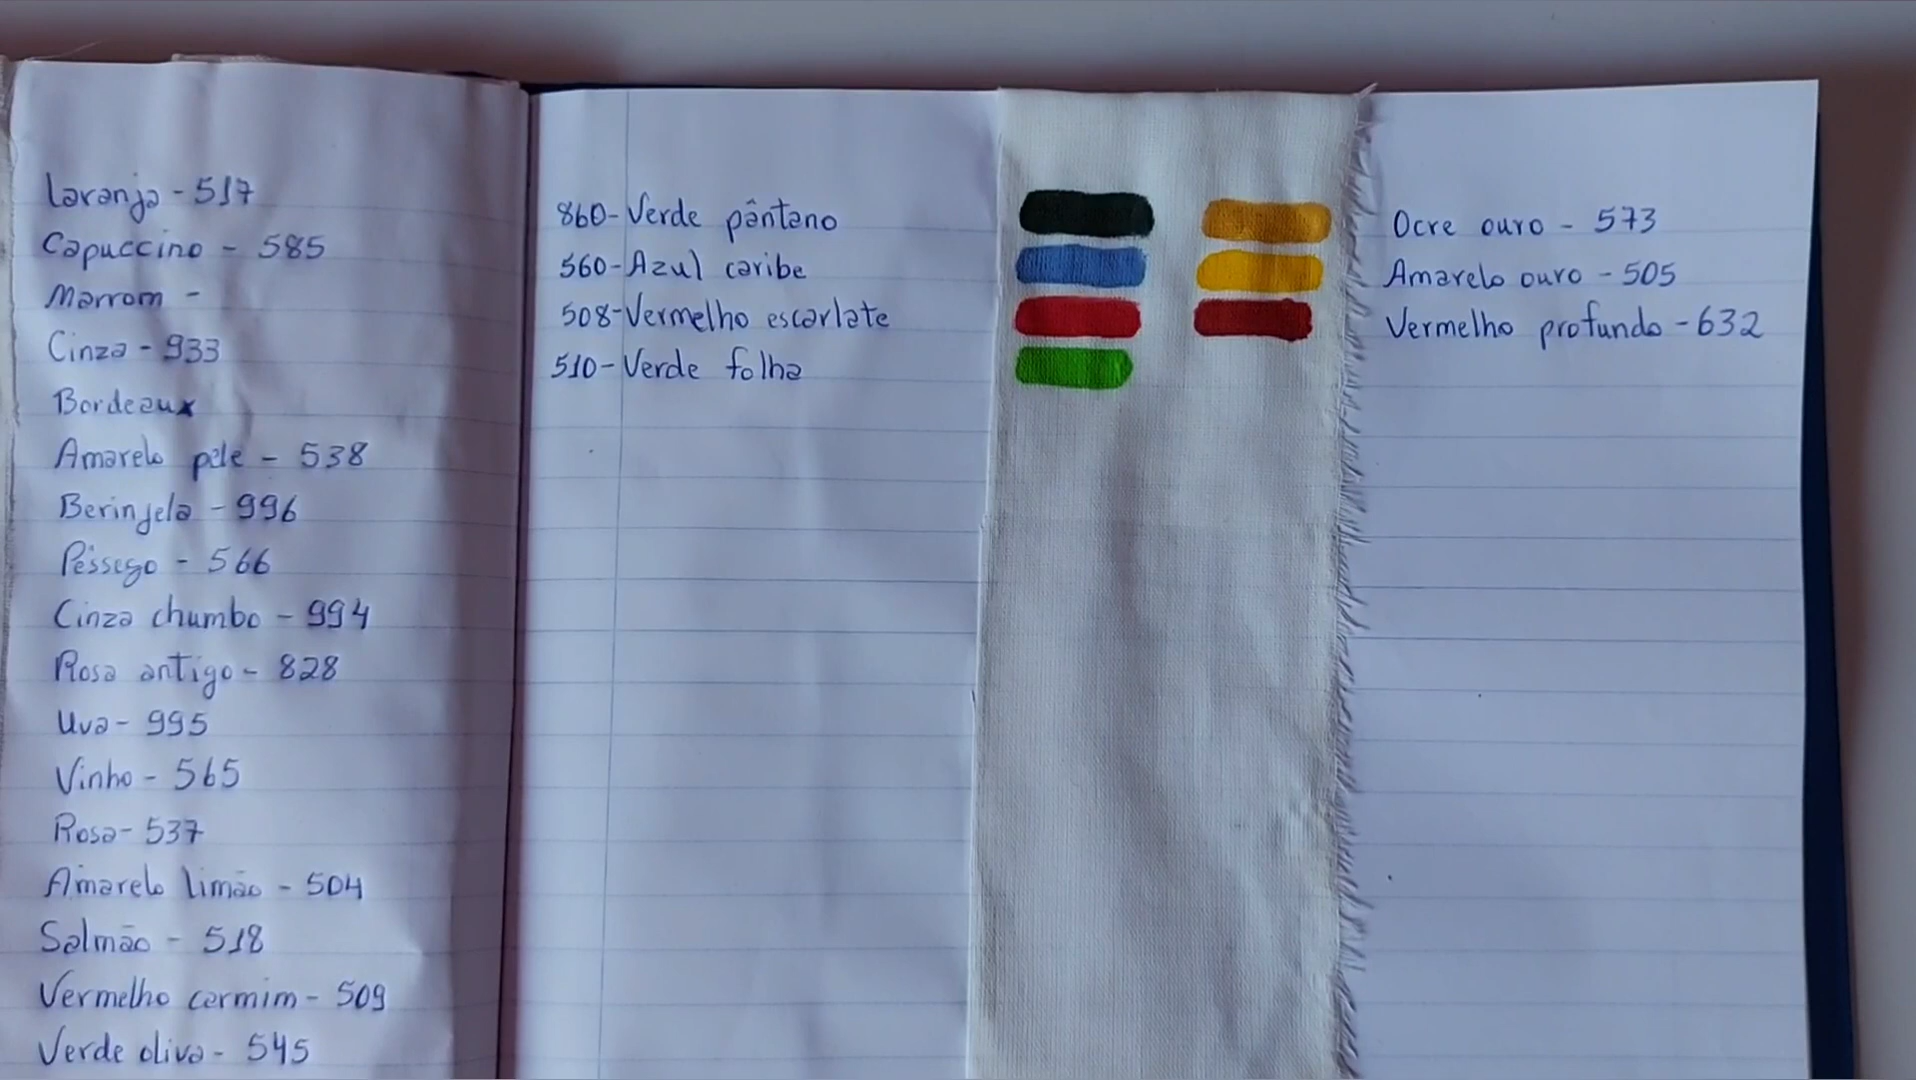 Laranja - 517
Capuccino - 585
Marrom -
Cinza - 933
Bordeaux
Amarelo pele - 538
Berinjela - 996
Pêssego - 566
Cinza chumbo - 994
Rosa antigo - 828
Uva - 995
Vinho - 565
Rosa - 537
Amarelo limão - 504
Salmão - 518
Vermelho carmim - 509
Verde oliva - 545
860- Verde pântano
560- Azul caribe
508- Vermelho escarlate
510- Verde folha
Ocre ouro - 573
Amarelo ouro - 505
Vermelho profundo - 632